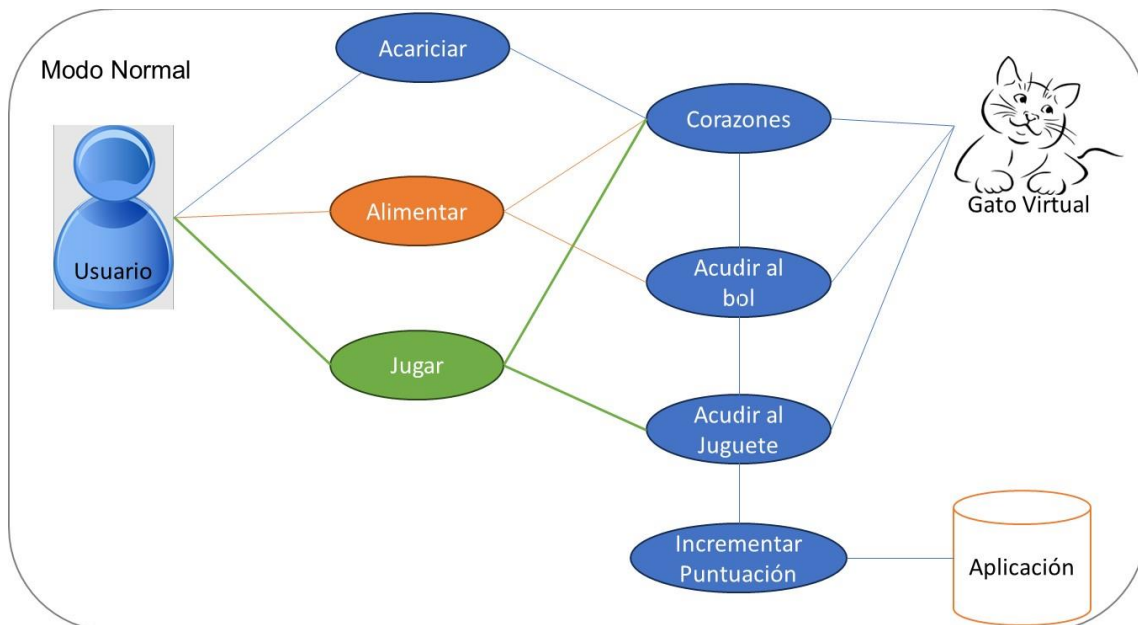 Modo Normal
Acariciar
Corazones
Usuario
Alimentar
Gato Virtual
Acudir al
bol
Jugar
Acudir al
Juguete
Incrementar
Puntuación
Aplicación